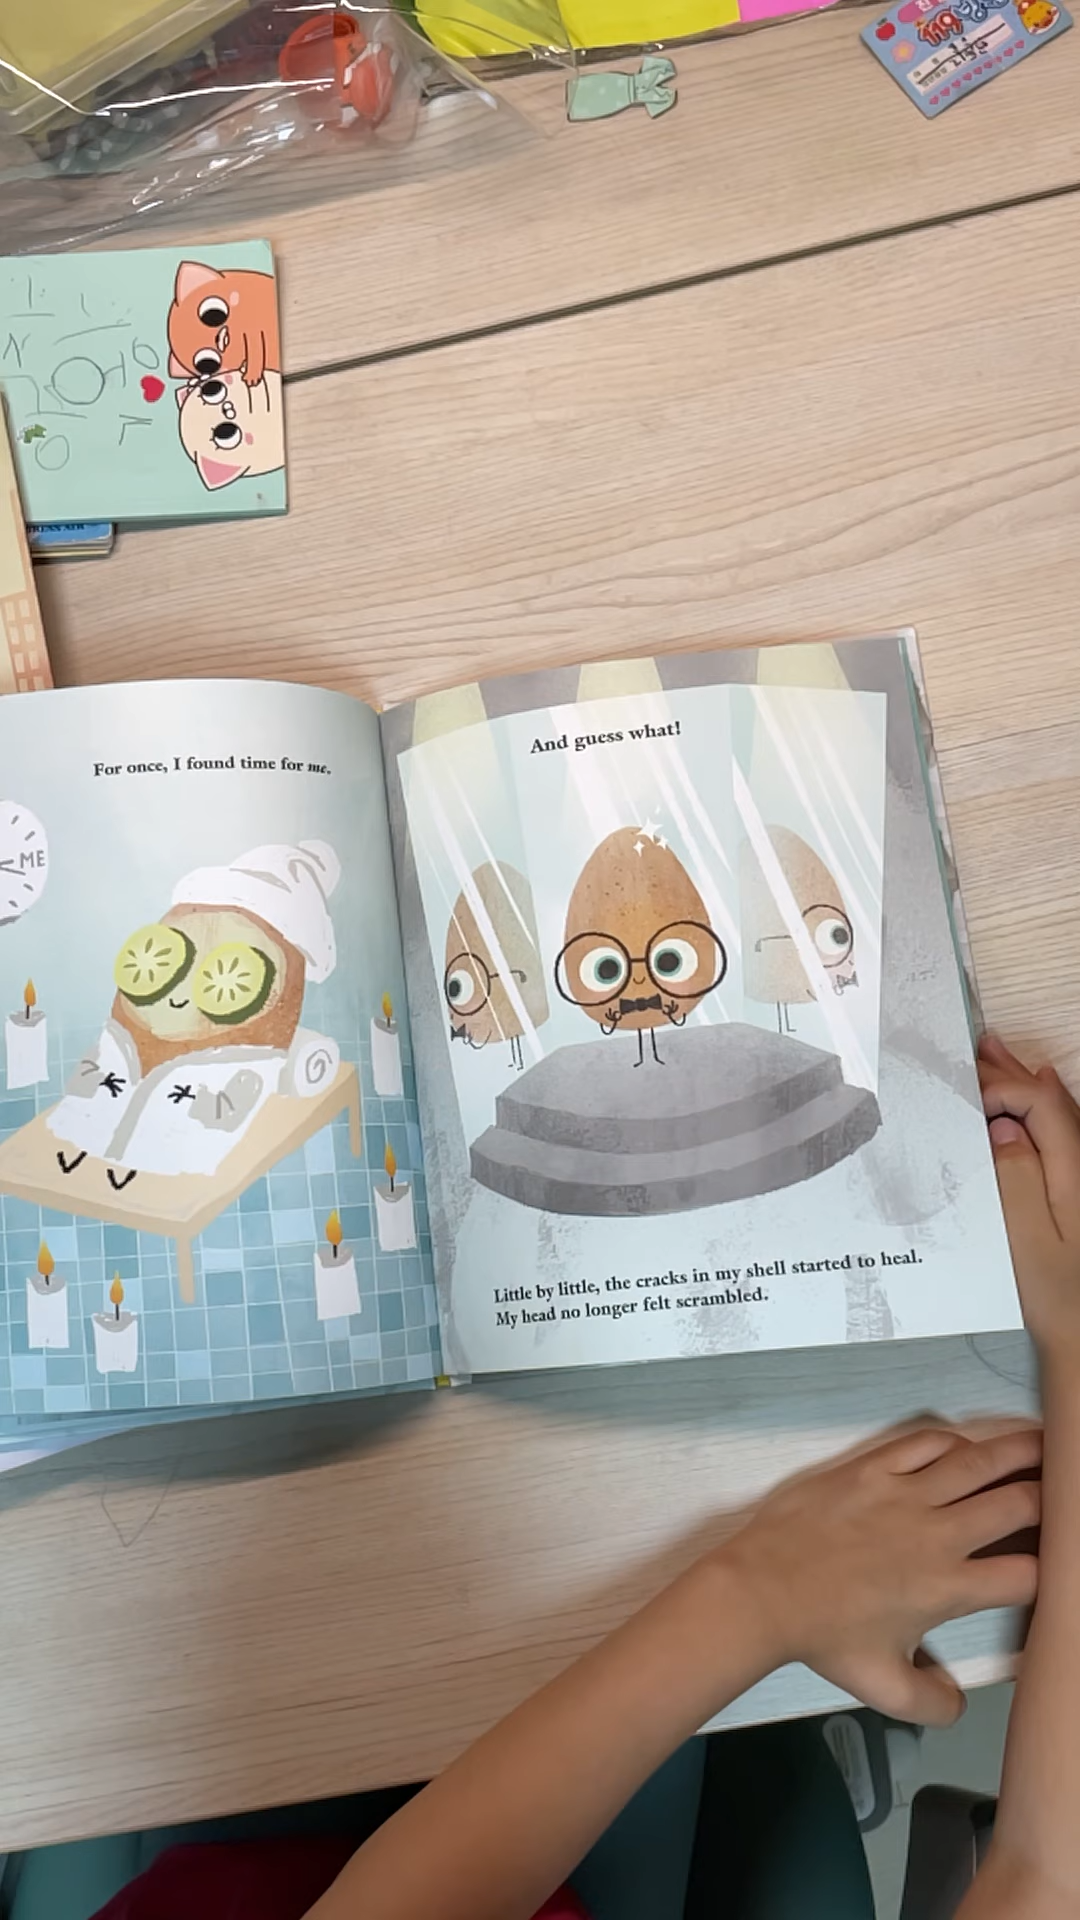 119
For once, I found time for me.
ME
And guess what!
Little by little, the cracks in my shell started to heal.
My head no longer felt scrambled.